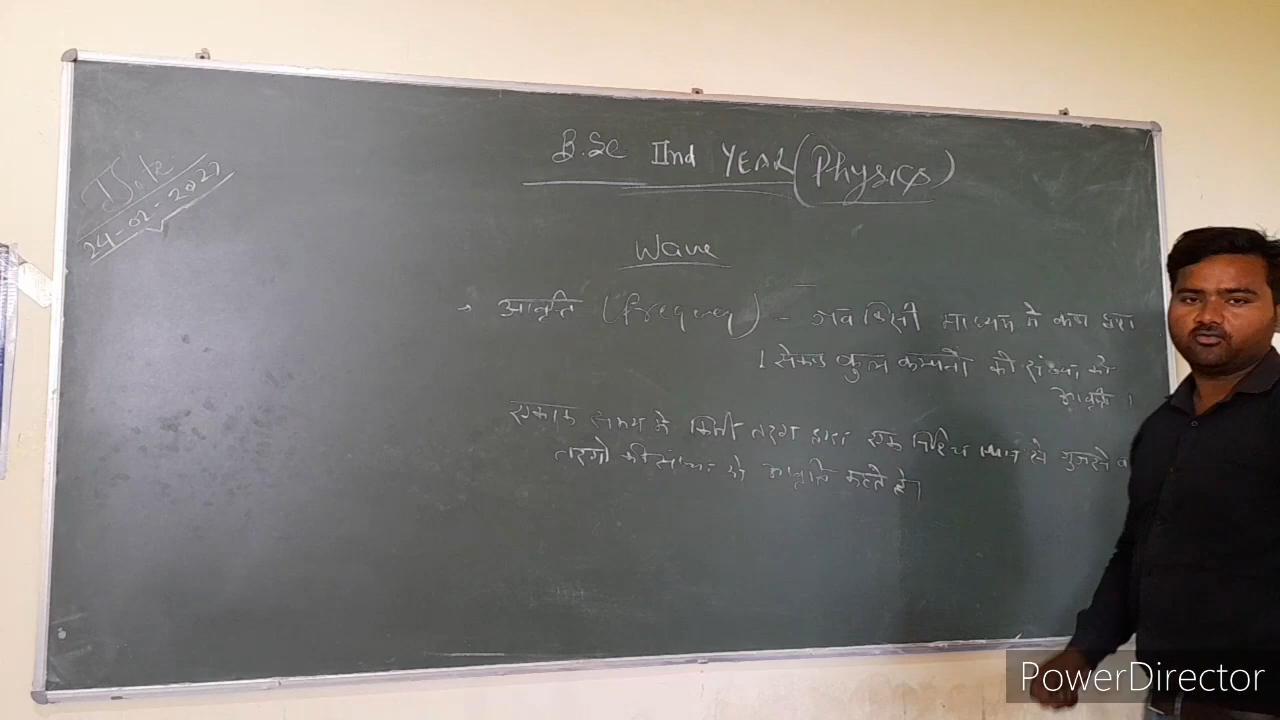 Date
24-02-2021
B.Sc IInd YEAR (Physics)
Wave
आवृत्ति (frequency) - जब किसी माध्यम के कण द्वारा
1 सेकण्ड कुल कम्पनों की संख्या को
आवृत्ति ।
एकांक समय में किसी तरंग द्वारा एक निश्चित स्थान से गुजरने व
तरंगो की संख्या को आवृत्ति कहते है।
PowerDirector